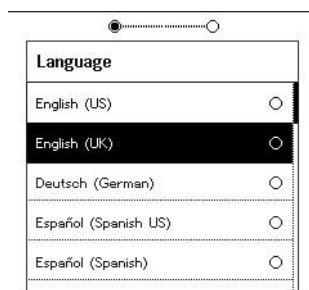 Language
English (US)
English (UK)
Deutsch (German)
Español (Spanish US)
Español (Spanish)